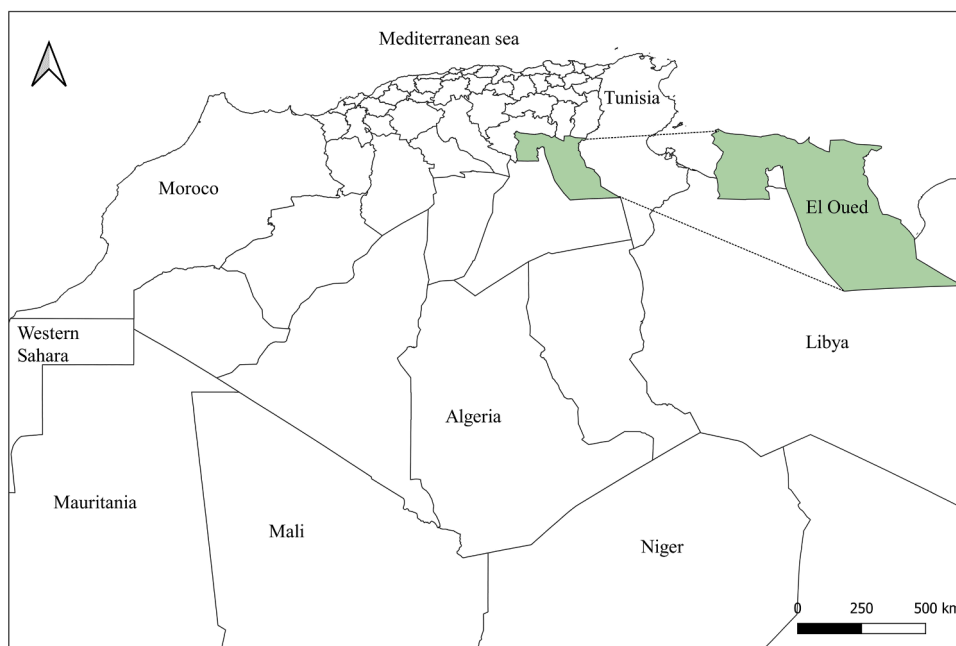 Mediterranean sea
Tunisia
Moroco
El Oued
Western
Sahara
Libya
Algeria
Mauritania
Mali
Niger
0 250 500 km